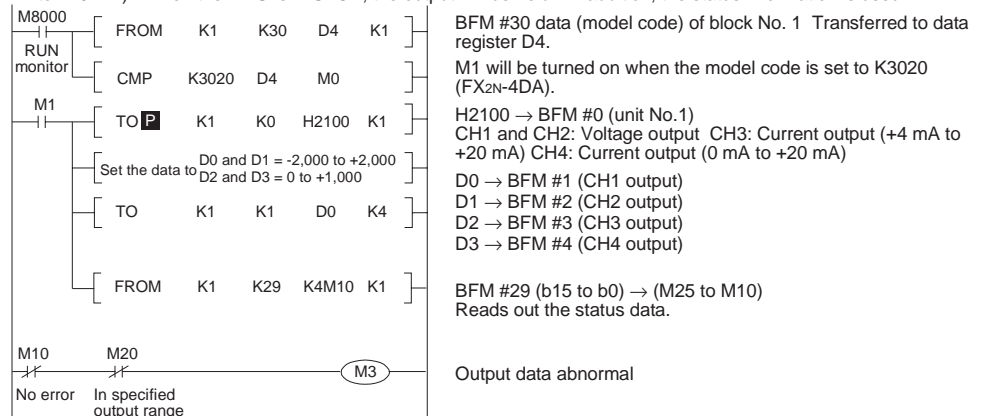 M8000
RUN
monitor
FROM K1 K30 D4 K1
BFM #30 data (model code) of block No. 1 Transferred to data
register D4.
CMP K3020 D4 M0
M1 will be turned on when the model code is set to K3020
(FX2N-4DA).
M1
TO P K1 K0 H2100 K1
H2100 → BFM #0 (unit No.1)
CH1 and CH2: Voltage output CH3: Current output (+4 mA to
+20 mA) CH4: Current output (0 mA to +20 mA)
Set the data to D0 and D1 = -2,000 to +2,000
D2 and D3 = 0 to +1,000
TO K1 K1 D0 K4
D0 → BFM #1 (CH1 output)
D1 → BFM #2 (CH2 output)
D2 → BFM #3 (CH3 output)
D3 → BFM #4 (CH4 output)
FROM K1 K29 K4M10 K1
BFM #29 (b15 to b0) → (M25 to M10)
Reads out the status data.
M10 M20
M3
Output data abnormal
No error In specified
output range